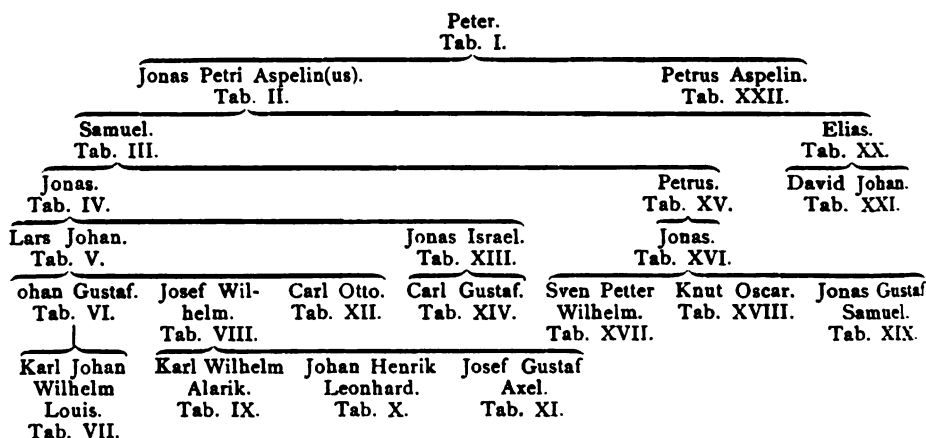 Peter.
Tab. I.
Jonas Petri Aspelin(us). Petrus Aspelin.
Tab. II. Tab. XXII.
Samuel. Elias.
Tab. III. Tab. XX.
Jonas. Petrus. David Johan.
Tab. IV. Tab. XV. Tab. XXI.
Lars Johan. Jonas Israel. Jonas.
Tab. V. Tab. XIII. Tab. XVI.
ohan Gustaf. Josef Wil- Carl Otto. Carl Gustaf. Sven Petter Knut Oscar. Jonas Gustaf
Tab. VI. helm. Tab. XII. Tab. XIV. Wilhelm. Tab. XVIII. Samuel.
Tab. VIII. Tab. XVII. Tab. XIX.
Karl Johan Karl Wilhelm Johan Henrik Josef Gustaf
Wilhelm Alarik. Leonhard. Axel.
Louis. Tab. IX. Tab. X. Tab. XI.
Tab. VII.